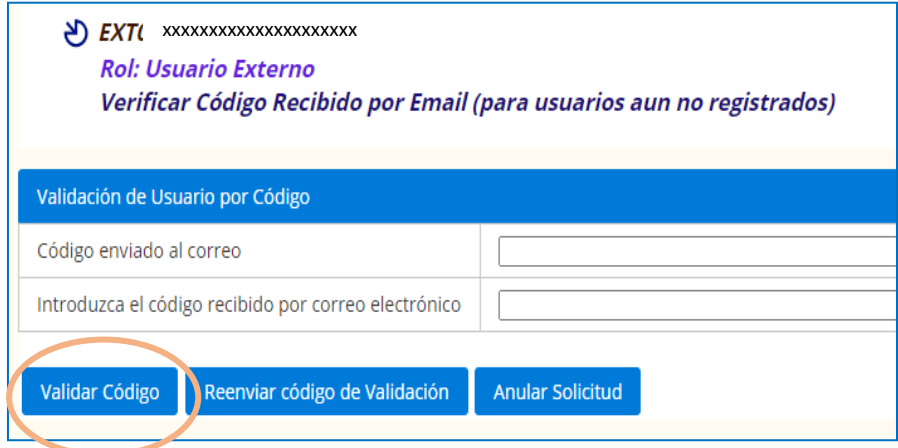 EXT xxxxxxxxxxxxxxxxxxxxx
Rol: Usuario Externo
Verificar Código Recibido por Email (para usuarios aun no registrados)
Validación de Usuario por Código
Código enviado al correo
Introduzca el código recibido por correo electrónico
Validar Código Reenviar código de Validación Anular Solicitud